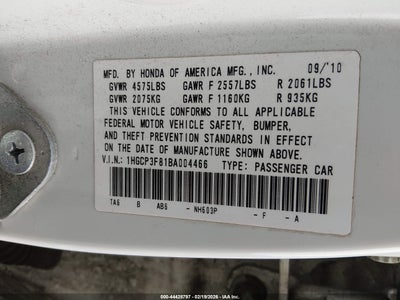 MFD. BY HONDA OF AMERICA MFG., INC. 09/'10
GVWR 4575LBS GAWR F 2557LBS R 2061LBS
GVWR 2075KG GAWR F 1160KG R 935KG
THIS VEHICLE CONFORMS TO ALL APPLICABLE
FEDERAL MOTOR VEHICLE SAFETY, BUMPER,
AND THEFT PREVENTION STANDARDS IN EFFECT
ON THE DATE OF MANUFACTURE SHOWN ABOVE.
V.I.N.: 1HGCP3F81BA004466 TYPE: PASSENGER CAR
TA6 B AB6 - NH603P - F - A
000-44428797 - 02/19/2026 - IAA, Inc.